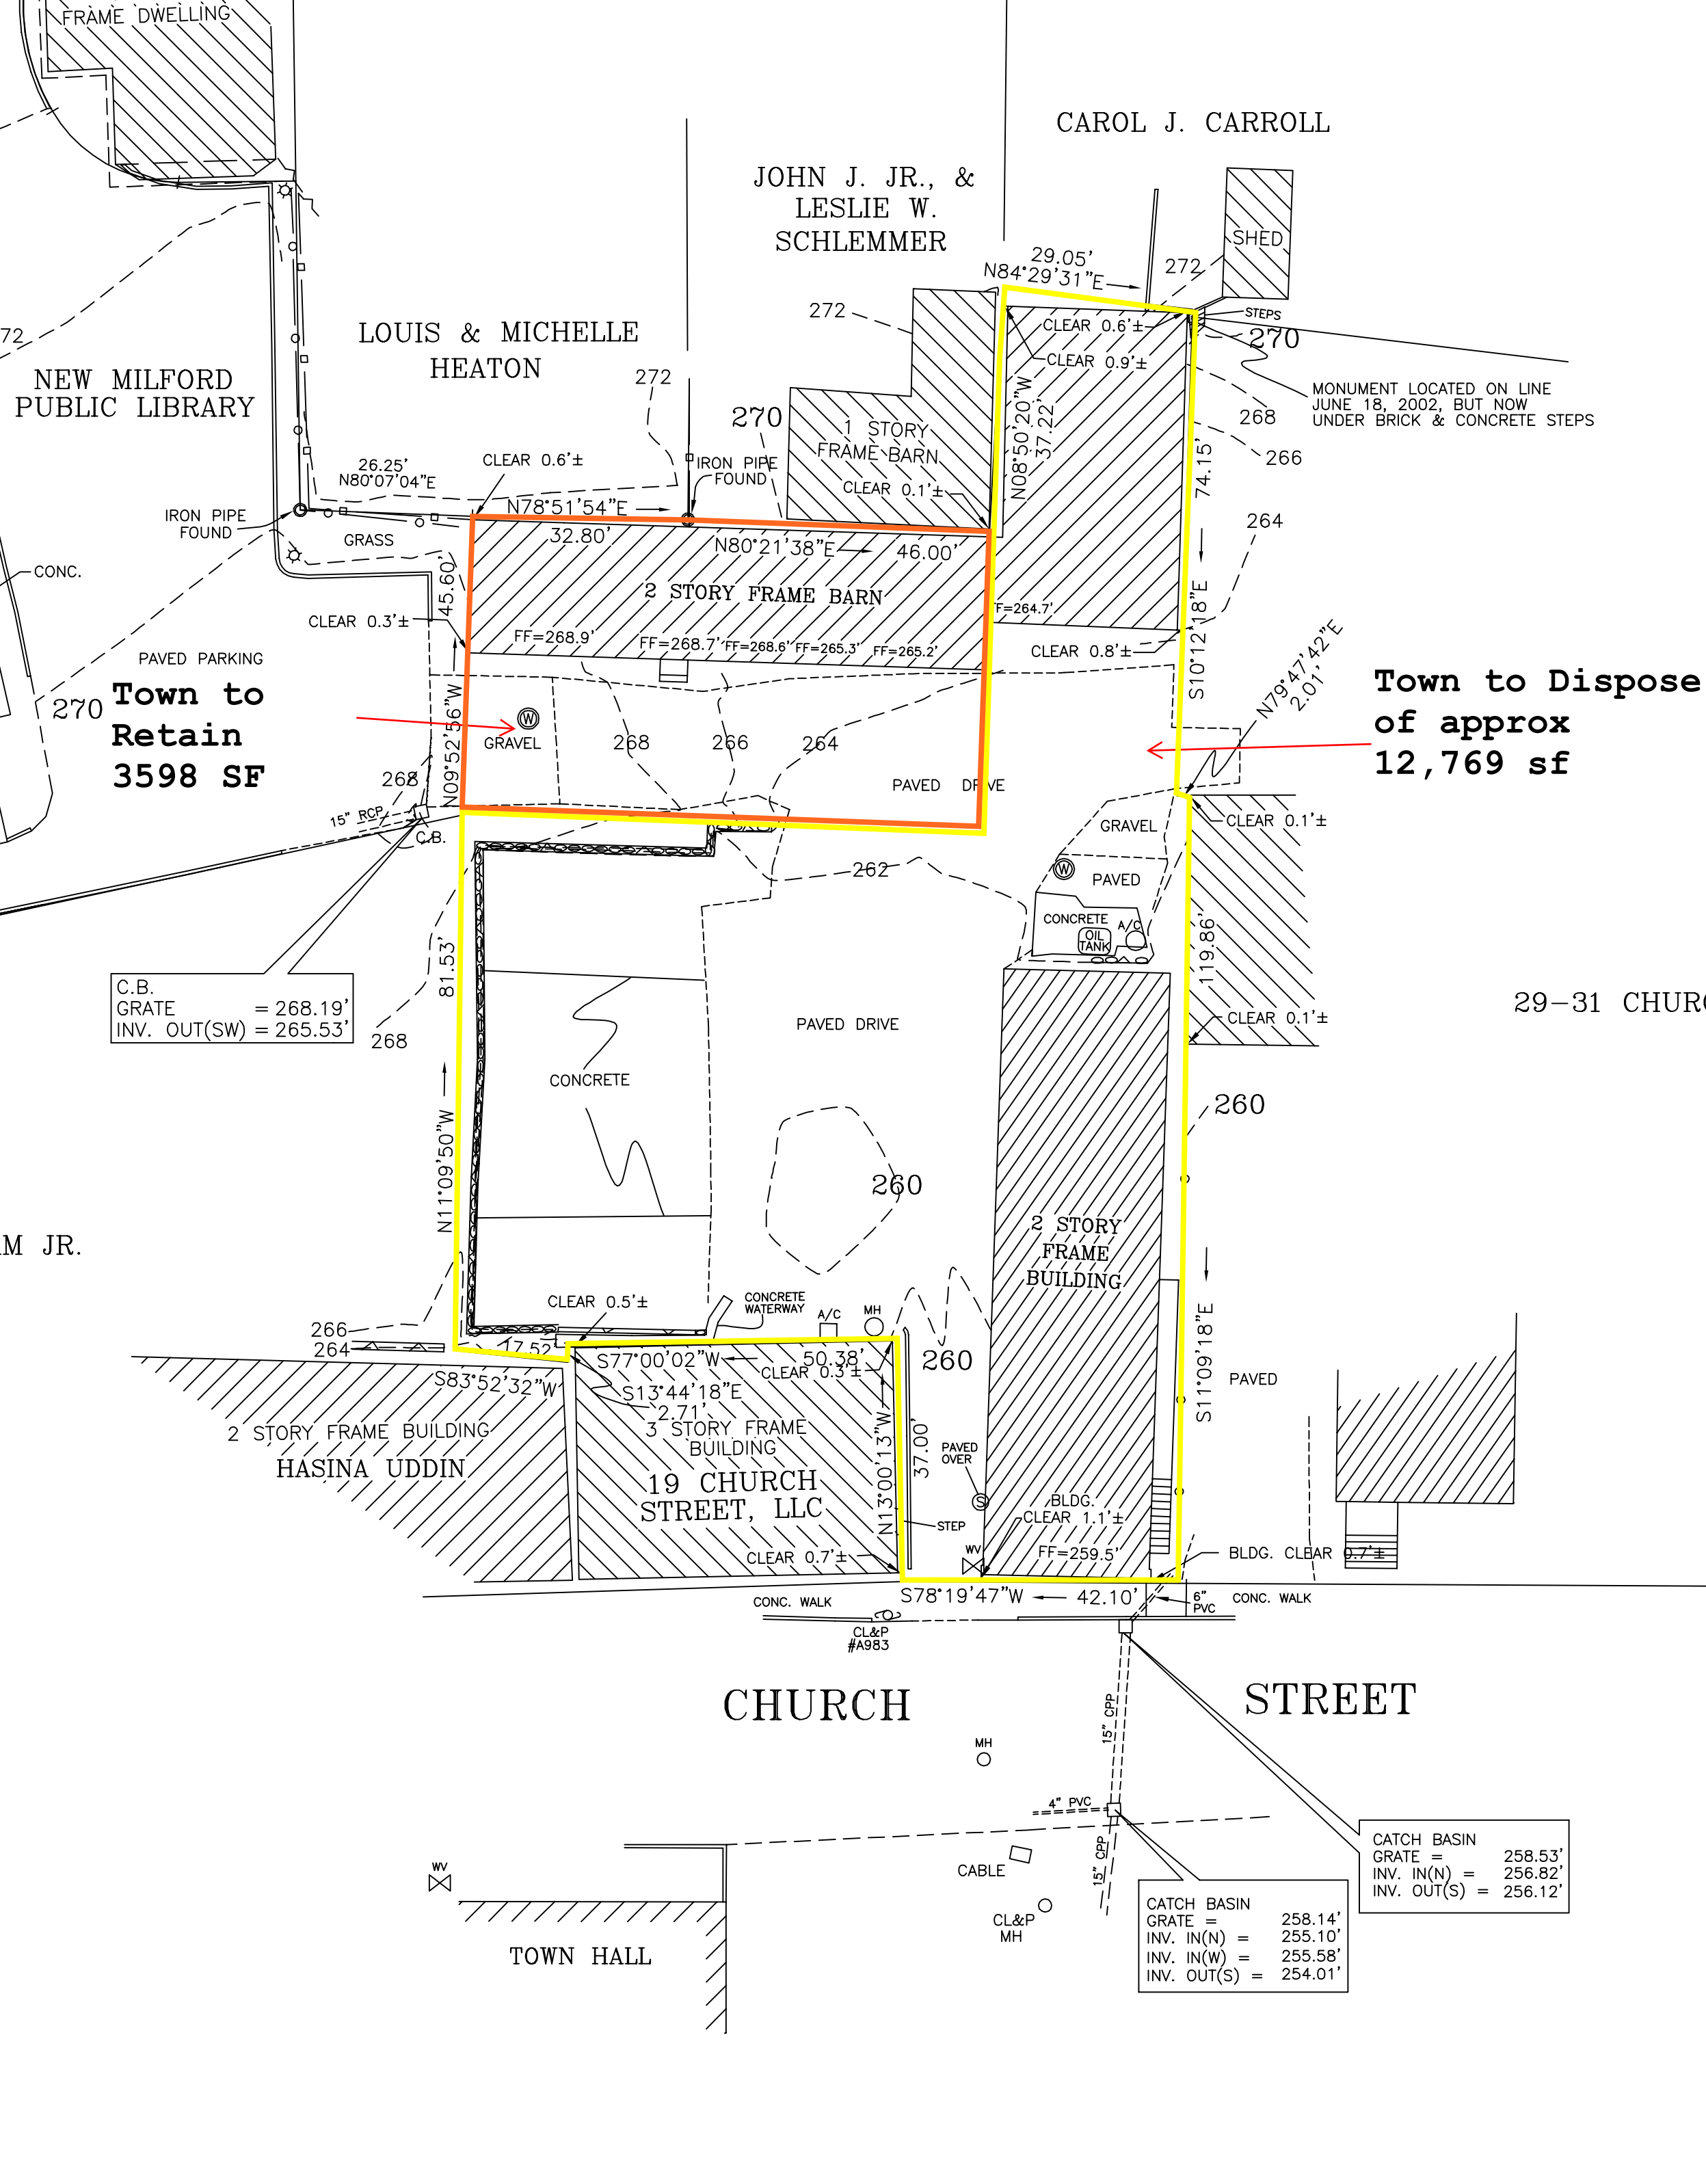 FRAME DWELLING
CAROL J. CARROLL
JOHN J. JR., &
LESLIE W.
SCHLEMMER
SHED
29.05'
N84°29'31"E
272
272
STEPS
270
CLEAR 0.6'±
CLEAR 0.9'±
MONUMENT LOCATED ON LINE
JUNE 18, 2002, BUT NOW
UNDER BRICK & CONCRETE STEPS
72
LOUIS & MICHELLE
HEATON
NEW MILFORD
PUBLIC LIBRARY
272
270
1 STORY
FRAME BARN
N08°50'20"W
37.22'
268
266
74.15'
26.25'
N80°07'04"E
CLEAR 0.6'±
IRON PIPE
FOUND
CLEAR 0.1'±
N78°51'54"E
32.80'
N80°21'38"E
46.00'
IRON PIPE
FOUND
GRASS
264
CONC.
45.60'
2 STORY FRAME BARN
FF=264.7'
CLEAR 0.3'±
FF=268.9'
FF=268.7'
FF=268.6'
FF=265.3'
FF=265.2'
CLEAR 0.8'±
S10°12'18"E
N79°47'42"E
2.01'
PAVED PARKING
270
Town to
Retain
3598 SF
Town to Dispose
of approx
12,769 sf
N09°52'56"W
W
GRAVEL
268
266
264
PAVED DRIVE
268
15" RCP
C.B.
GRAVEL
CLEAR 0.1'±
262
W
PAVED
CONCRETE
A/C
OIL
TANK
119.86'
81.53'
C.B.
GRATE = 268.19'
INV. OUT(SW) = 265.53'
268
PAVED DRIVE
CLEAR 0.1'±
29-31 CHURC
CONCRETE
260
N11°09'50"W
260
2 STORY
FRAME
BUILDING
M JR.
CLEAR 0.5'±
CONCRETE
WATERWAY
A/C
MH
266
264
17.52'
S77°00'02"W
50.38'
CLEAR 0.3'±
260
S11°09'18"E
PAVED
S83°52'32"W
S13°44'18"E
2.71'
2 STORY FRAME BUILDING
HASINA UDDIN
3 STORY FRAME
BUILDING
19 CHURCH
STREET, LLC
N13°00'13"W
37.00'
PAVED
OVER
S
BLDG.
CLEAR 1.1'±
STEP
WV
CLEAR 0.7'±
FF=259.5'
BLDG. CLEAR 0.7'±
S78°19'47"W
42.10'
CONC. WALK
6"
PVC
CONC. WALK
CL&P
#A983
CHURCH STREET
15" CPP
MH
4" PVC
15" CPP
CABLE
WV
CL&P
MH
TOWN HALL
CATCH BASIN
GRATE = 258.53'
INV. IN(N) = 256.82'
INV. OUT(S) = 256.12'
CATCH BASIN
GRATE = 258.14'
INV. IN(N) = 255.10'
INV. IN(W) = 255.58'
INV. OUT(S) = 254.01'